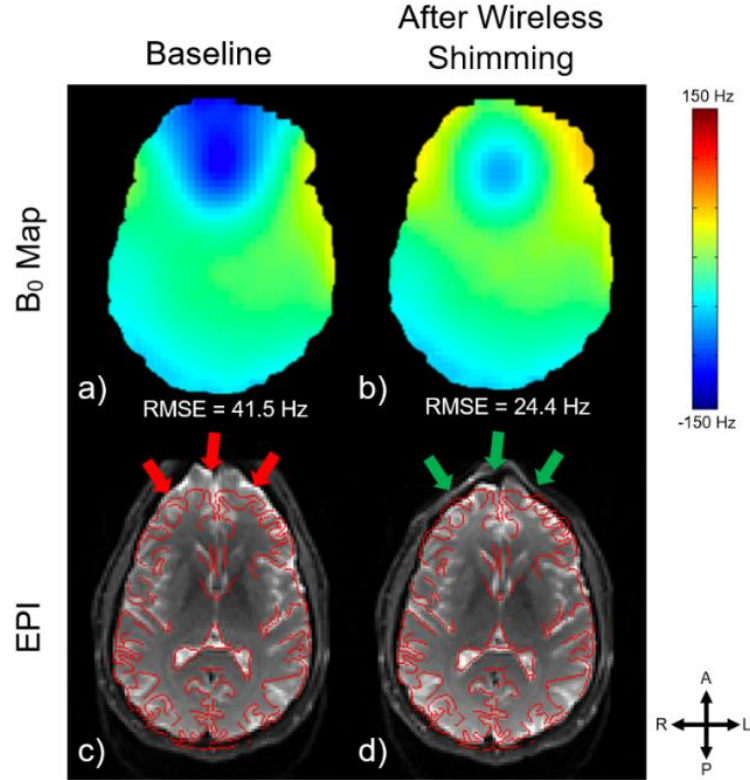 Baseline
After Wireless
Shimming
B₀ Map
a)
RMSE = 41.5 Hz
b)
RMSE = 24.4 Hz
150 Hz
-150 Hz
EPI
c)
d)
A
R
L
P